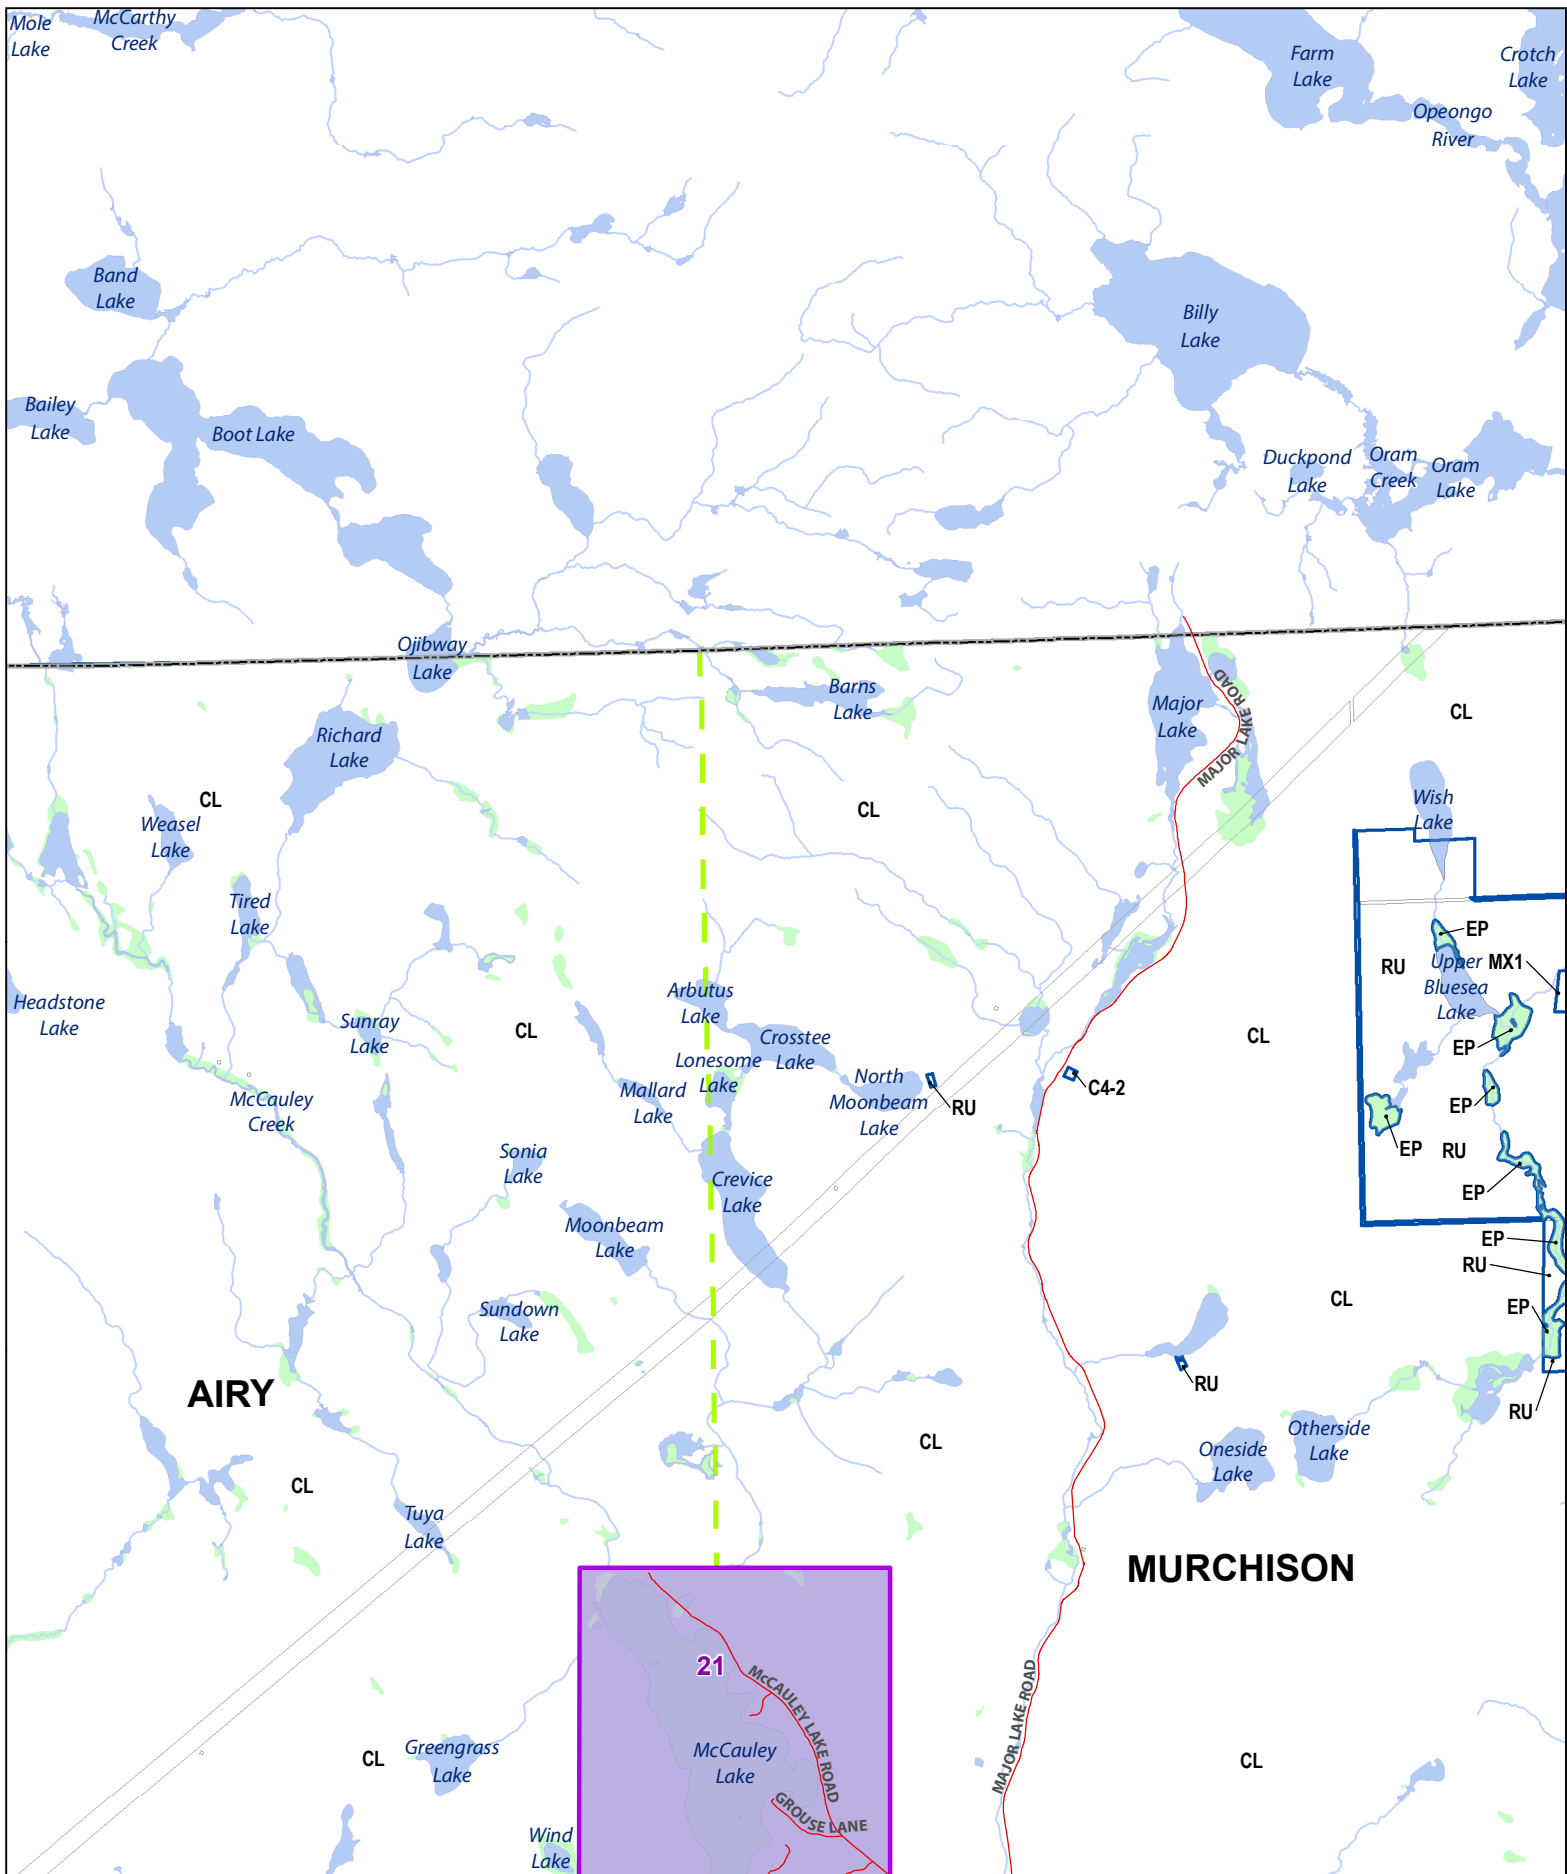 Mole
Lake
McCarthy
Creek
Farm
Lake
Crotch
Lake
Opeongo
River
Band
Lake
Billy
Lake
Bailey
Lake
Boot Lake
Duckpond
Lake
Oram
Creek
Oram
Lake
Ojibway
Lake
Barns
Lake
Major
Lake
MAJOR LAKE ROAD
MAJOR LAKE ROAD
CL
Richard
Lake
CL
Weasel
Lake
CL
Wish
Lake
Tired
Lake
EP
RU
Upper
Bluesea
Lake
MX1
Headstone
Lake
Sunray
Lake
CL
Arbutus
Lake
Crosstee
Lake
CL
EP
Lonesome
Lake
Mallard
Lake
North
Moonbeam
Lake
RU
C4-2
McCauley
Creek
EP
EP
RU
Sonia
Lake
Crevice
Lake
EP
Moonbeam
Lake
EP
RU
Sundown
Lake
CL
EP
AIRY
RU
RU
CL
Oneside
Lake
Otherside
Lake
CL
Tuya
Lake
MURCHISON
21
McCAULEY LAKE ROAD
MAJOR LAKE ROAD
CL
Greengrass
Lake
McCauley
Lake
CL
GROUSE LANE
Wind
Lake